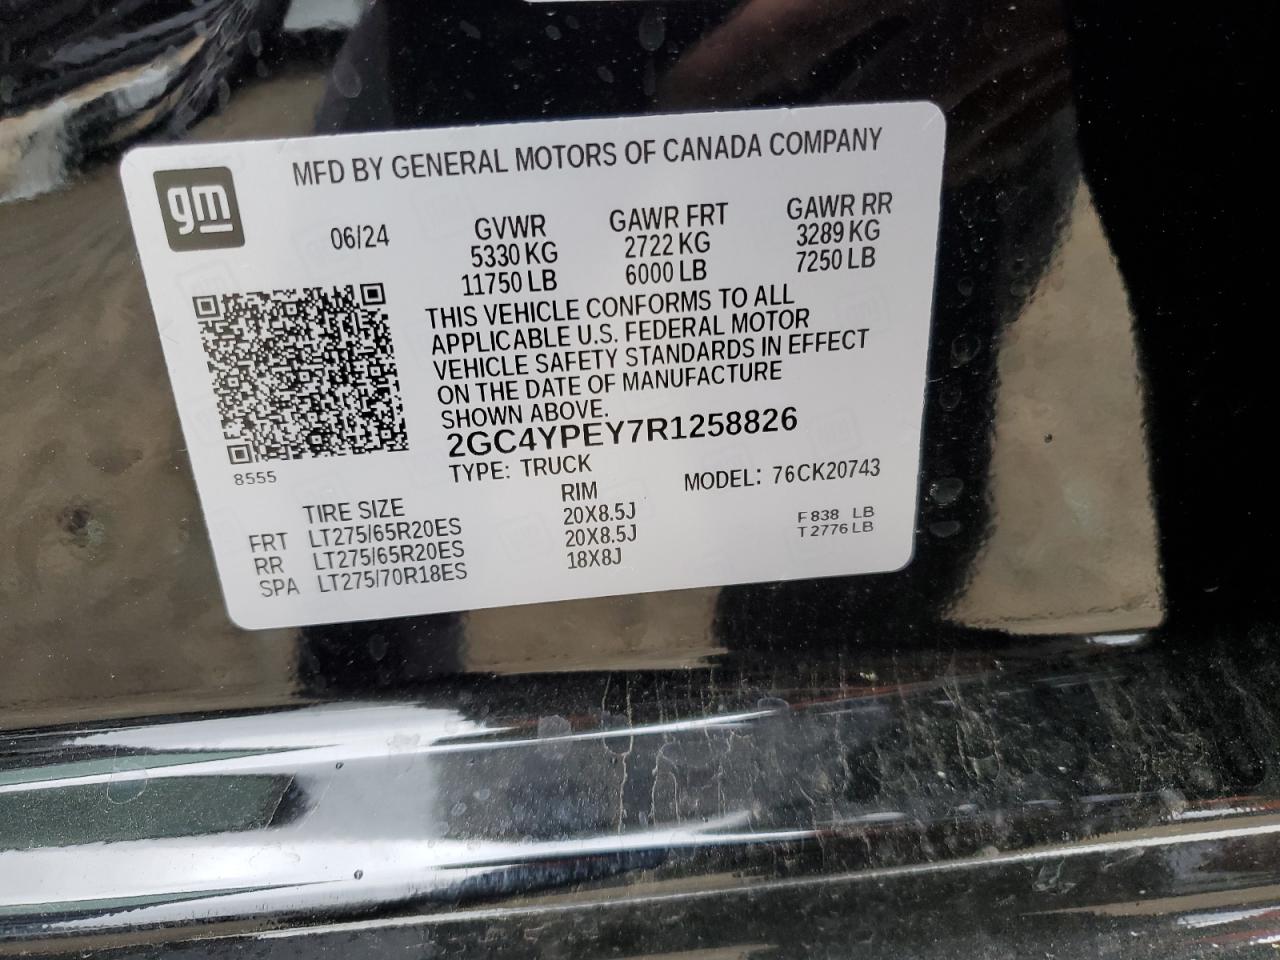 MFD BY GENERAL MOTORS OF CANADA COMPANY
gm
06/24 GVWR GAWR FRT GAWR RR
5330 KG 2722 KG 3289 KG
11750 LB 6000 LB 7250 LB
THIS VEHICLE CONFORMS TO ALL
APPLICABLE U.S. FEDERAL MOTOR
VEHICLE SAFETY STANDARDS IN EFFECT
ON THE DATE OF MANUFACTURE
SHOWN ABOVE.
2GC4YPEY7R1258826
8555
TYPE: TRUCK MODEL: 76CK20743
TIRE SIZE RIM
FRT LT275/65R20ES 20X8.5J F 838 LB
RR LT275/65R20ES 20X8.5J T 2776 LB
SPA LT275/70R18ES 18X8J